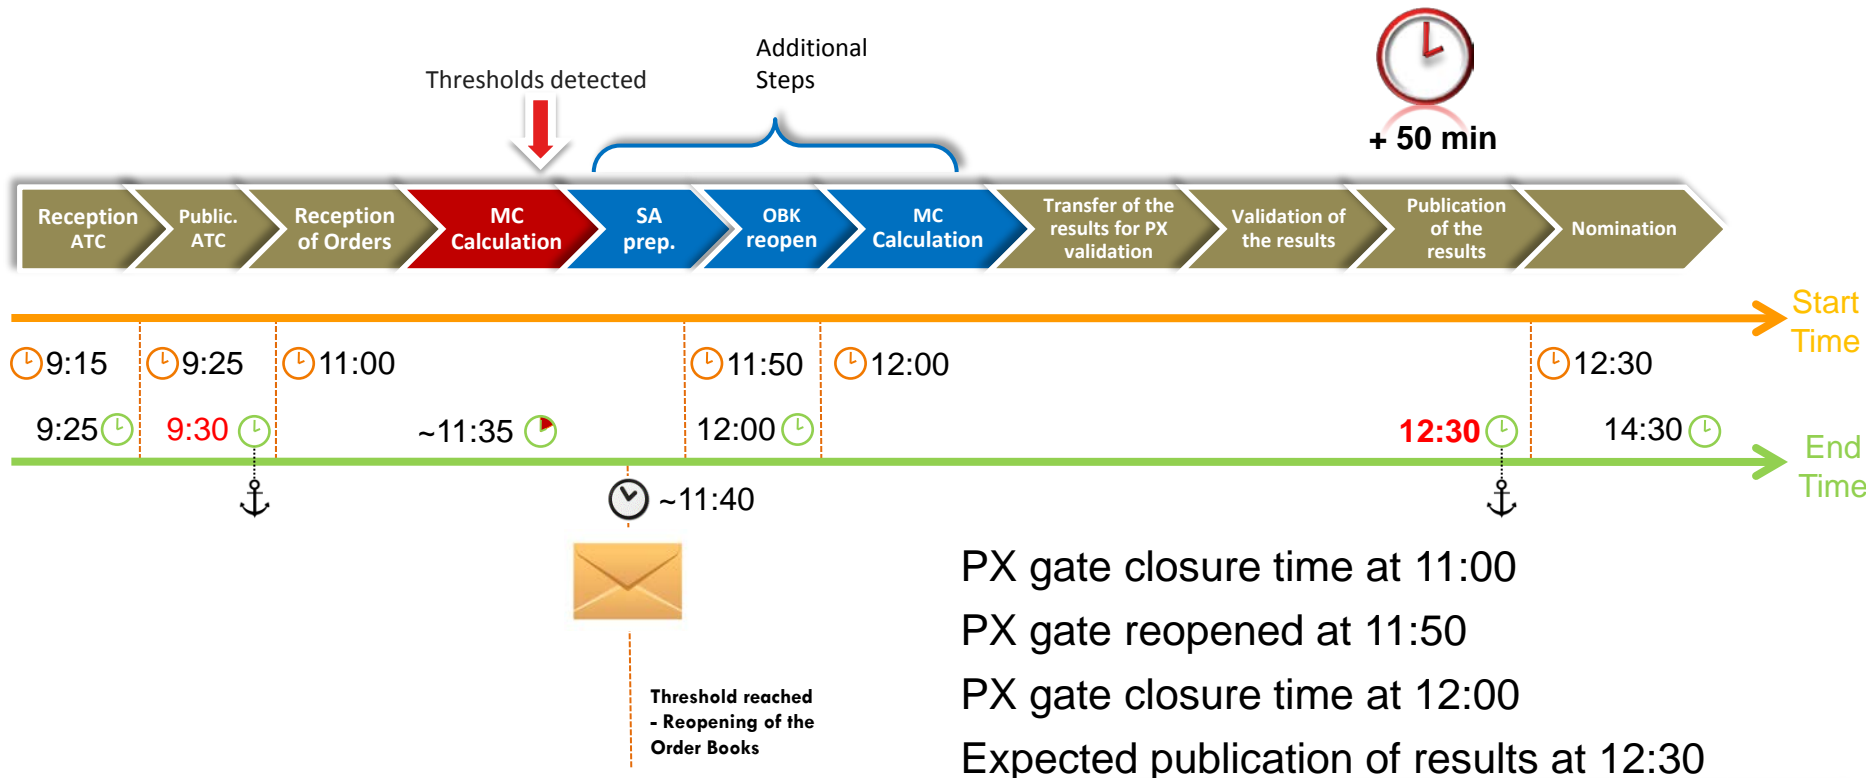 Additional
Steps
Thresholds detected
+ 50 min
Reception
ATC
Public.
ATC
Reception
of Orders
MC
Calculation
SA
prep.
OBK
reopen
MC
Calculation
Transfer of the
results for PX
validation
Validation of
the results
Publication
of the
results
Nomination
Start
Time
9:15
9:25
11:00
11:50
12:00
12:30
9:25
9:30
~11:35
12:00
12:30
14:30
End
Time
~11:40
Threshold reached
- Reopening of the
Order Books
PX gate closure time at 11:00
PX gate reopened at 11:50
PX gate closure time at 12:00
Expected publication of results at 12:30